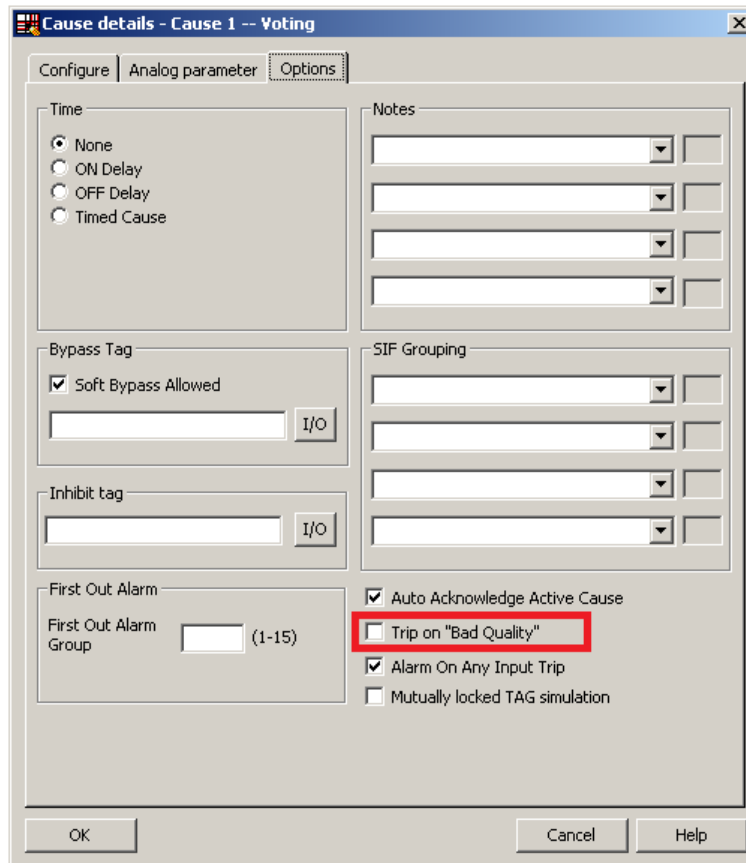 Cause details - Cause 1 -- Voting
Configure
Analog parameter
Options
Time
None
ON Delay
OFF Delay
Timed Cause
Notes
Bypass Tag
Soft Bypass Allowed
I/O
SIF Grouping
Inhibit tag
I/O
First Out Alarm
First Out Alarm
Group
(1-15)
Auto Acknowledge Active Cause
Trip on "Bad Quality"
Alarm On Any Input Trip
Mutually locked TAG simulation
OK
Cancel
Help